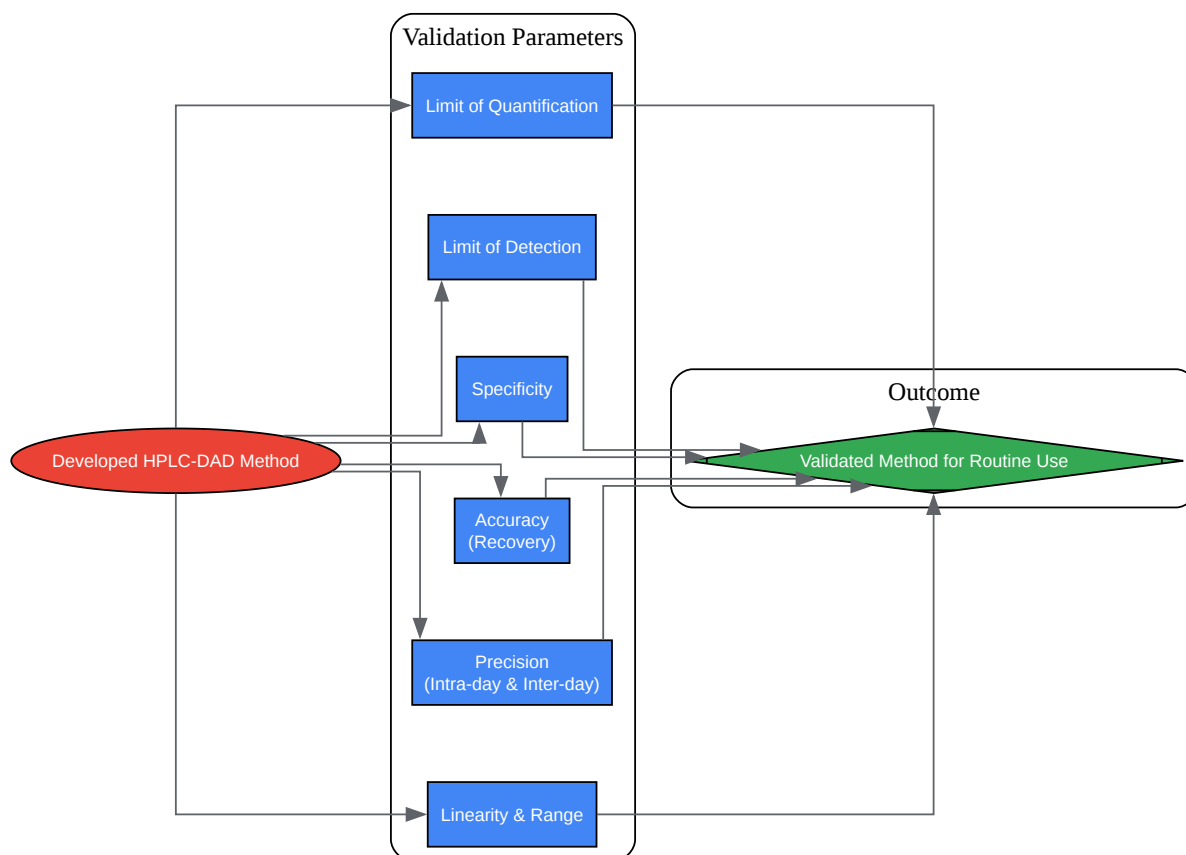 Validation Parameters
Limit of Quantification
Limit of Detection
Specificity
Outcome
Developed HPLC-DAD Method
Validated Method for Routine Use
Accuracy
(Recovery)
Precision
(Intra-day & Inter-day)
Linearity & Range